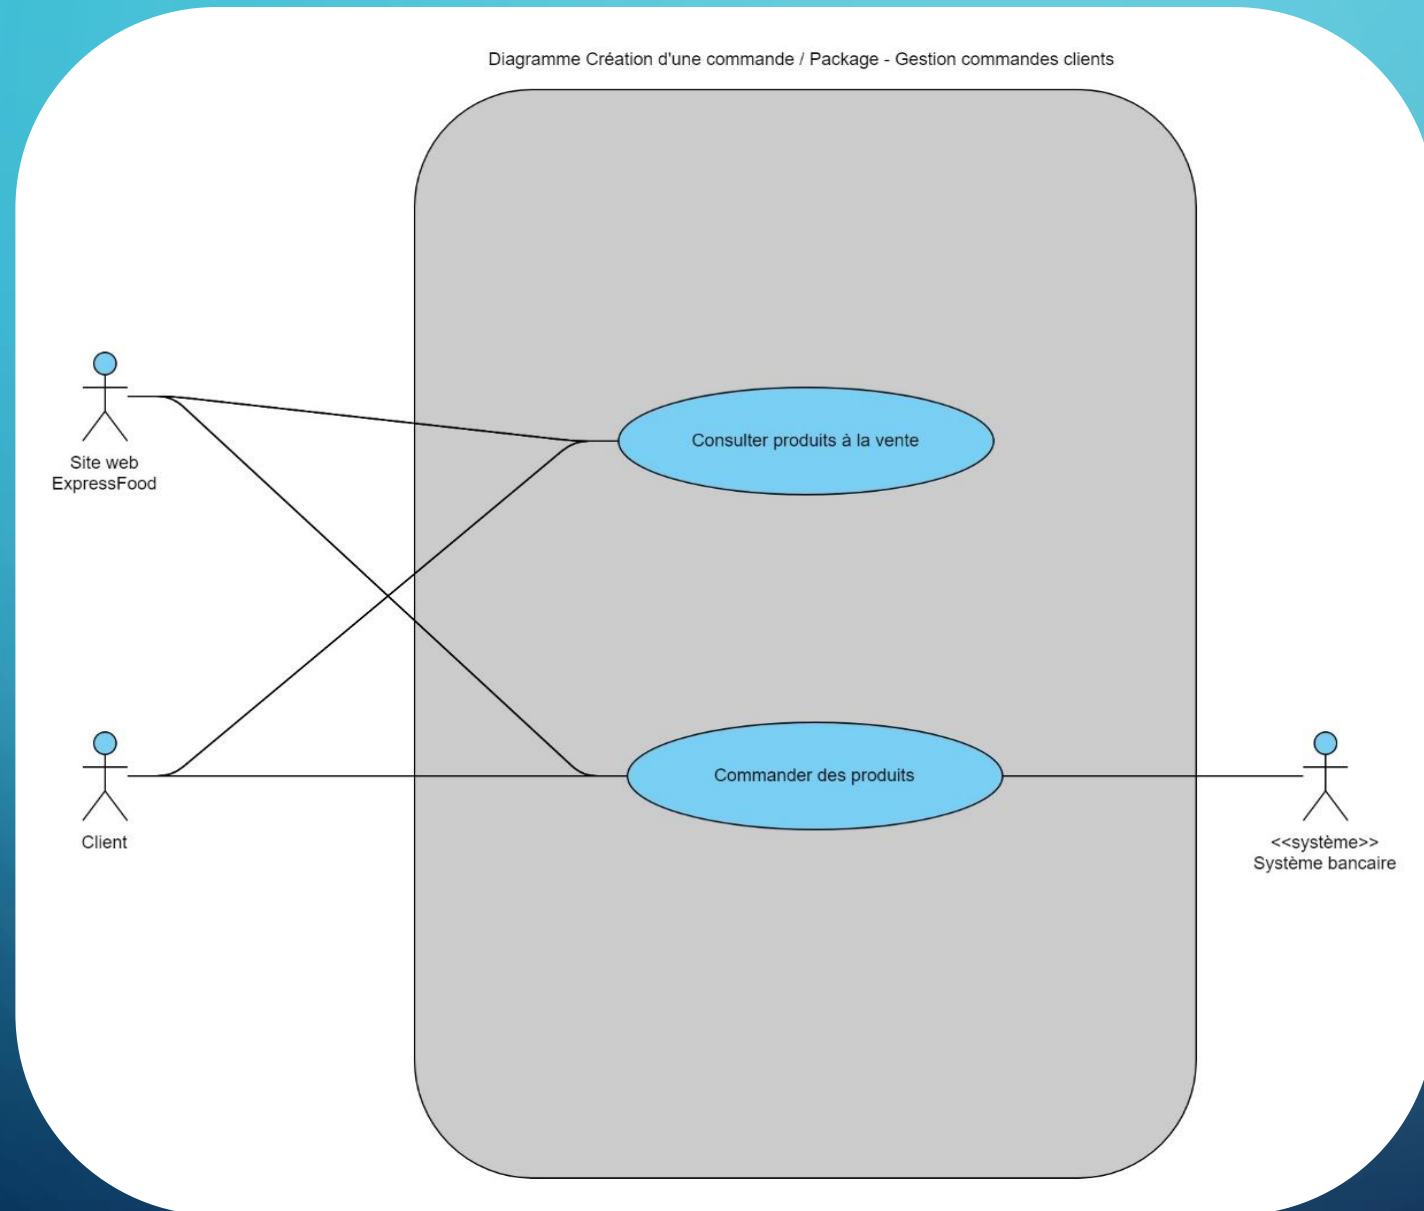 Diagramme Création d'une commande / Package - Gestion commandes clients
Consulter produits à la vente
Site web
ExpressFood
Commander des produits
Client
<<système>>
Système bancaire